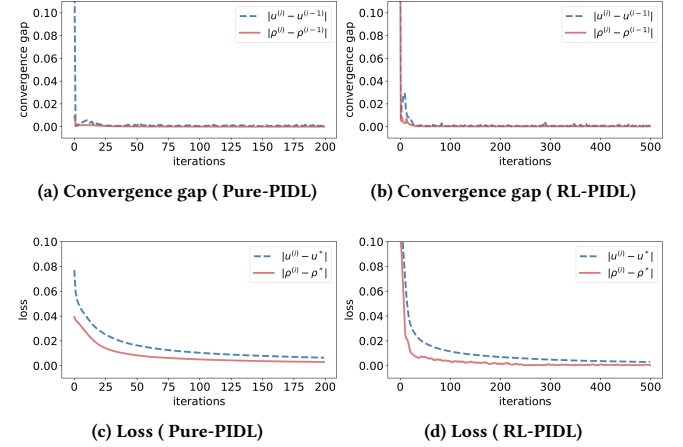 0.10
0.08
0.06
0.04
0.02
0.00
convergence gap
|u^(i) − u^(i−1)|
|ρ^(i) − ρ^(i−1)|
0 25 50 75 100 125 150 175 200
iterations
(a) Convergence gap ( Pure-PIDL)
0.10
0.08
0.06
0.04
0.02
0.00
convergence gap
|u^(i) − u^(i−1)|
|ρ^(i) − ρ^(i−1)|
0 100 200 300 400 500
iterations
(b) Convergence gap ( RL-PIDL)
0.10
0.08
0.06
0.04
0.02
0.00
loss
|u^(i) − u^*|
|ρ^(i) − ρ^*|
0 25 50 75 100 125 150 175 200
iterations
(c) Loss ( Pure-PIDL)
0.10
0.08
0.06
0.04
0.02
0.00
loss
|u^(i) − u^*|
|ρ^(i) − ρ^*|
0 100 200 300 400 500
iterations
(d) Loss ( RL-PIDL)